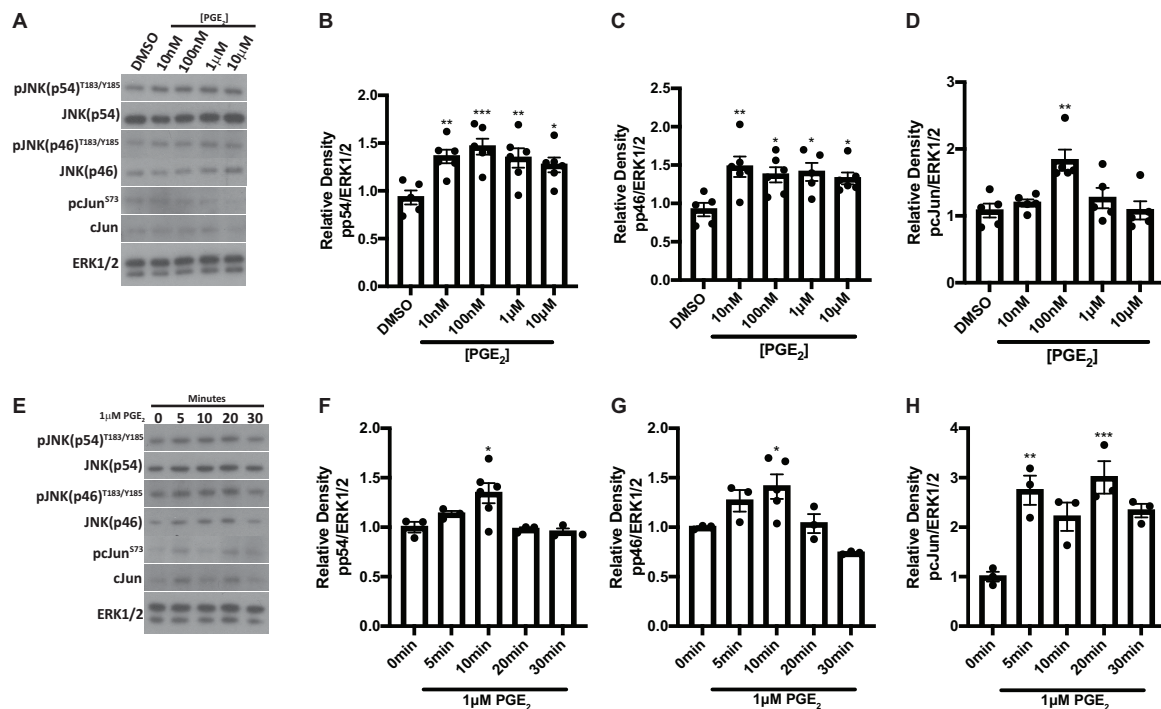 A
[PGE2]
DMSO 10nM 100nM 1μM 10μM
pJNK(p54)T183/Y185
JNK(p54)
pJNK(p46)T183/Y185
JNK(p46)
pcJunS73
cJun
ERK1/2
B
Relative Density
pp54/ERK1/2
2.0
1.5
1.0
0.5
0.0
** *** ** *
DMSO 10nM 100nM 1μM 10μM
[PGE2]
C
Relative Density
pp46/ERK1/2
2.5
2.0
1.5
1.0
0.5
0.0
** * * *
DMSO 10nM 100nM 1μM 10μM
[PGE2]
D
Relative Density
pcJun/ERK1/2
3
2
1
0
**
DMSO 10nM 100nM 1μM 10μM
[PGE2]
E
Minutes
1μM PGE2 0 5 10 20 30
pJNK(p54)T183/Y185
JNK(p54)
pJNK(p46)T183/Y185
JNK(p46)
pcJunS73
cJun
ERK1/2
F
Relative Density
pp54/ERK1/2
2.0
1.5
1.0
0.5
0.0
*
0min 5min 10min 20min 30min
1μM PGE2
G
Relative Density
pp46/ERK1/2
2.0
1.5
1.0
0.5
0.0
*
0min 5min 10min 20min 30min
1μM PGE2
H
Relative Density
pcJun/ERK1/2
4
3
2
1
0
** ***
0min 5min 10min 20min 30min
1μM PGE2